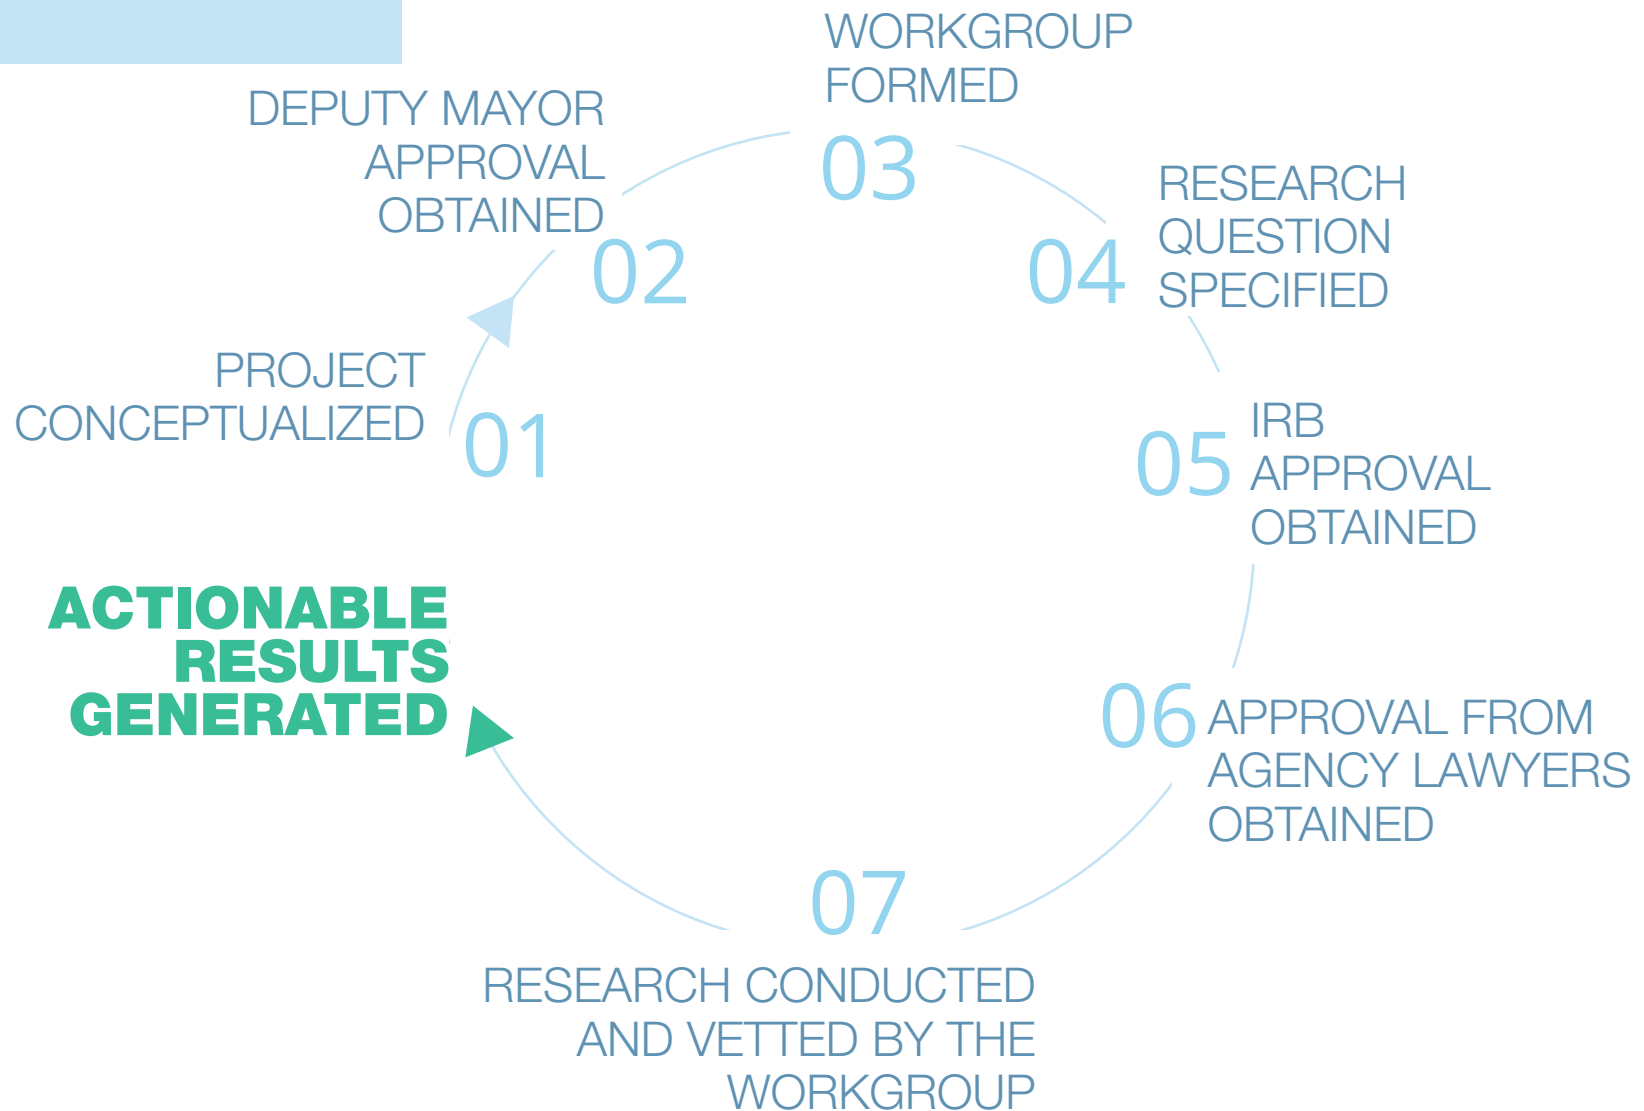 PROJECT
CONCEPTUALIZED
01
DEPUTY MAYOR
APPROVAL
OBTAINED
02
WORKGROUP
FORMED
03
RESEARCH
QUESTION
SPECIFIED
04
IRB
APPROVAL
OBTAINED
05
APPROVAL FROM
AGENCY LAWYERS
OBTAINED
06
07
RESEARCH CONDUCTED
AND VETTED BY THE
WORKGROUP
ACTIONABLE
RESULTS
GENERATED